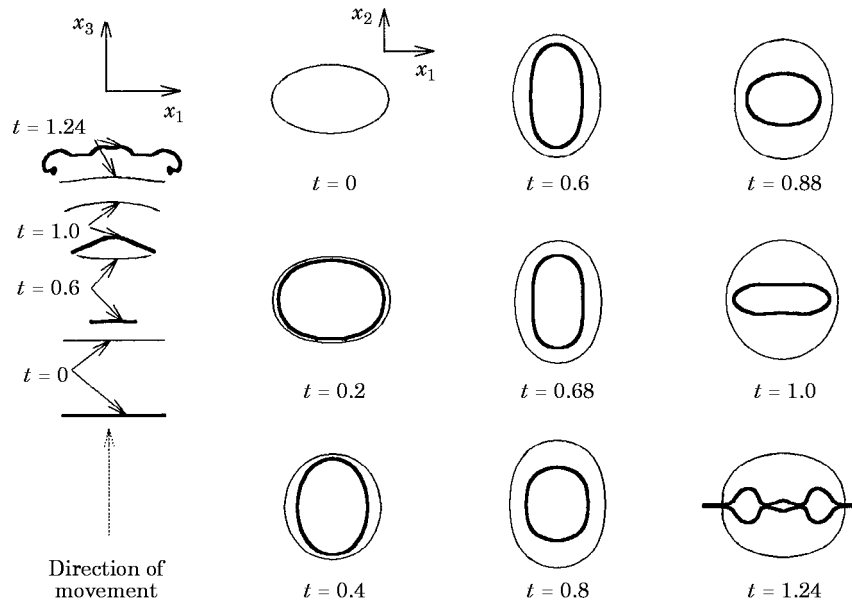 x₃
x₁
t = 1.24
t = 1.0
t = 0.6
t = 0
Direction of
movement
x₂
x₁
t = 0
t = 0.6
t = 0.88
t = 0.2
t = 0.68
t = 1.0
t = 0.4
t = 0.8
t = 1.24